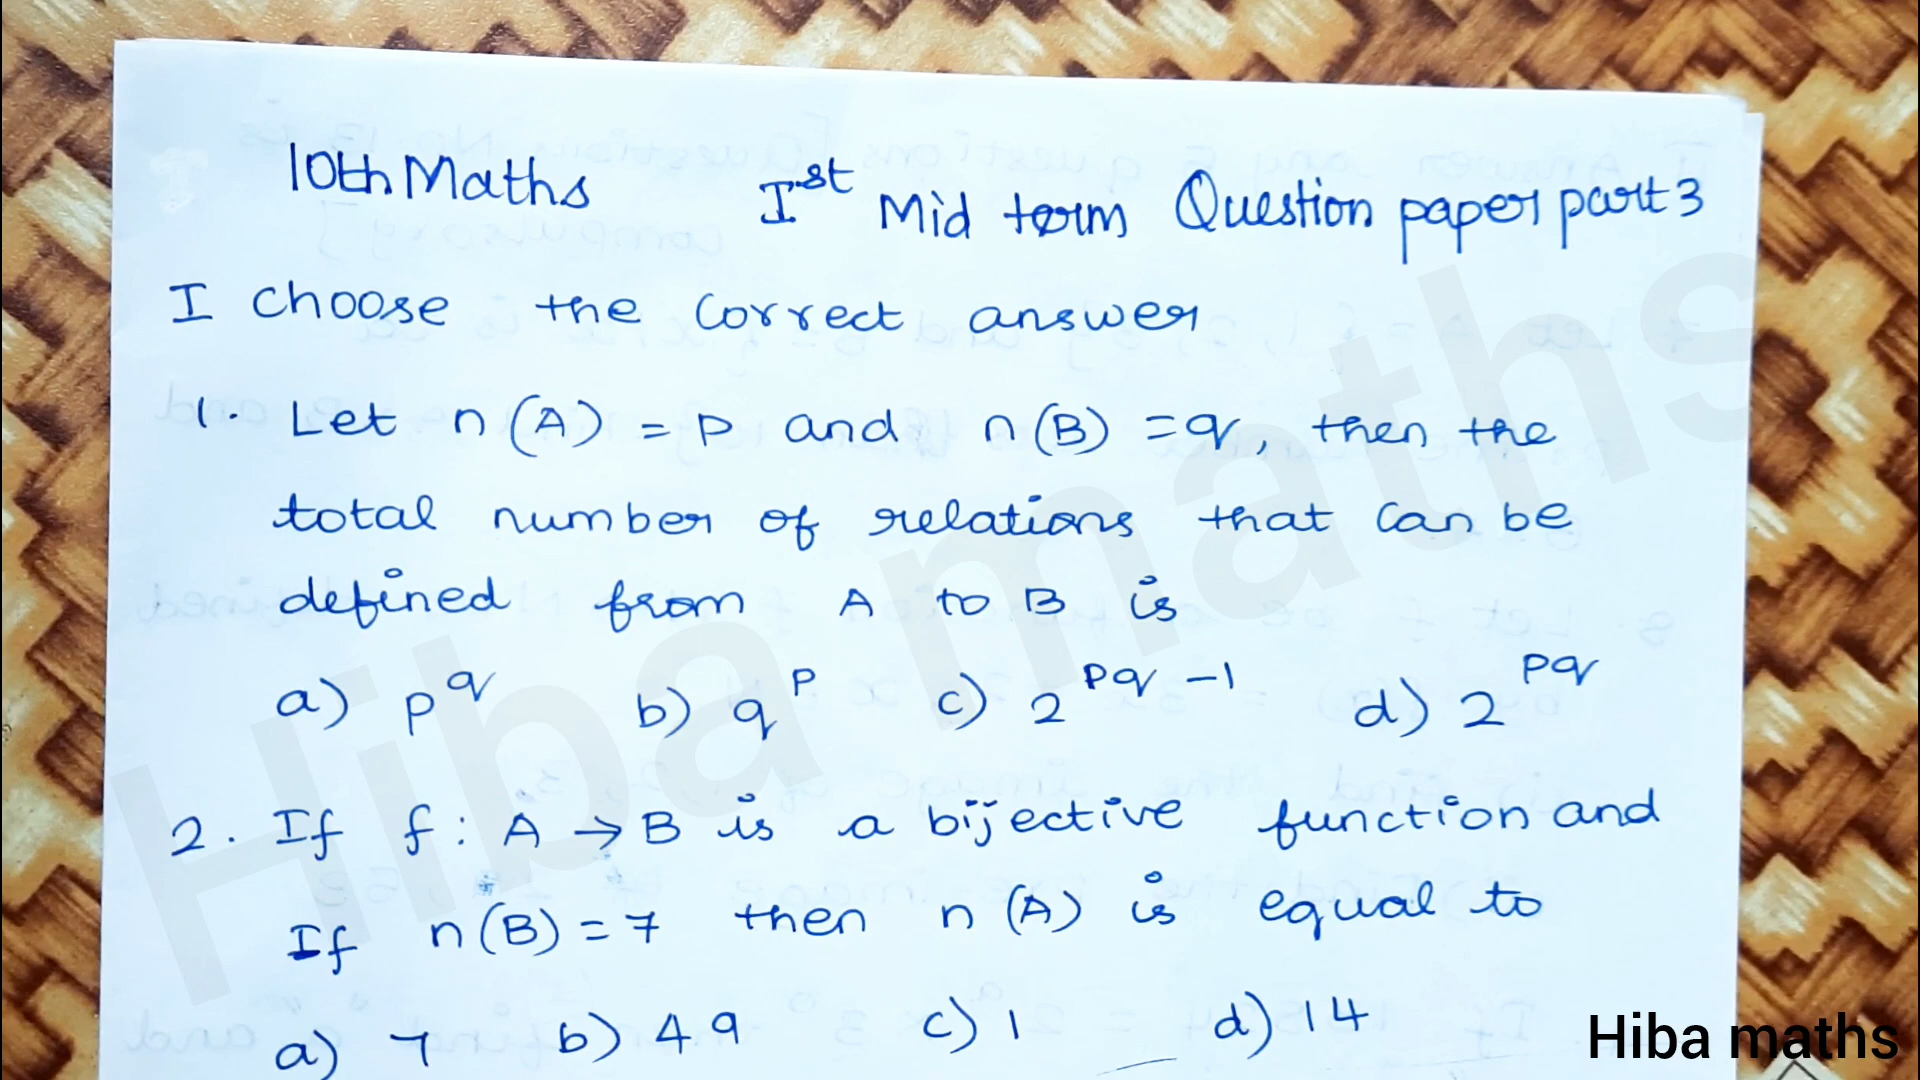 10th Maths Ist Mid term Question paper part 3
I choose the correct answer
1. Let n(A) = P and n(B) = q, then the
total number of relations that can be
defined from A to B is
a) p^q b) q^p c) 2^pq -1 d) 2^pq
2. If f : A → B is a bijective function and
If n(B) = 7 then n(A) is equal to
a) 7 b) 49 c) 1 d) 14
Hiba maths
Hiba maths